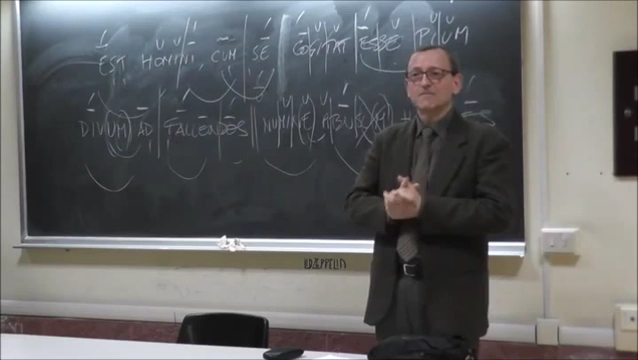 EST HOMINI, CUM SE COGITAT ESSE PIUM
DIVUM AD FALLENDOS || NUMINE ABUSUM